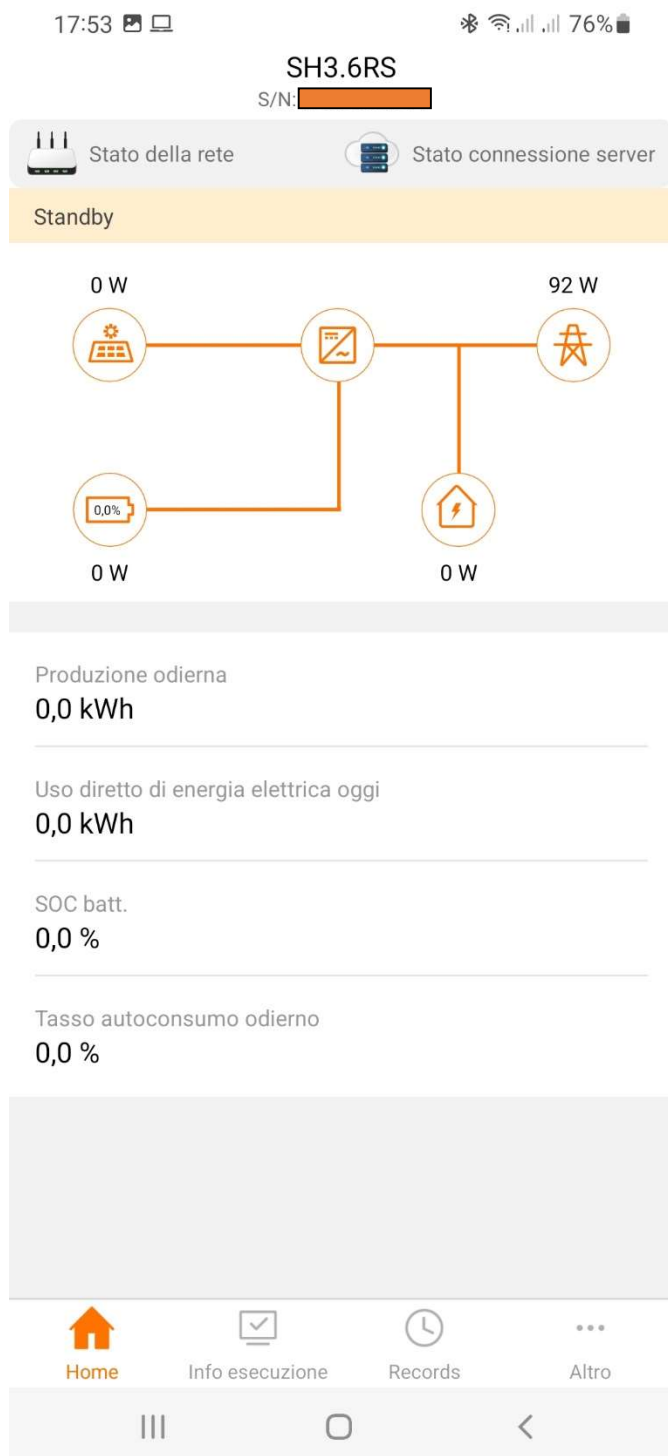 17:53 76%
SH3.6RS
S/N:
Stato della rete Stato connessione server
Standby
0 W 92 W
0,0%
0 W 0 W
Produzione odierna
0,0 kWh
Uso diretto di energia elettrica oggi
0,0 kWh
SOC batt.
0,0 %
Tasso autoconsumo odierno
0,0 %
Home Info esecuzione Records Altro